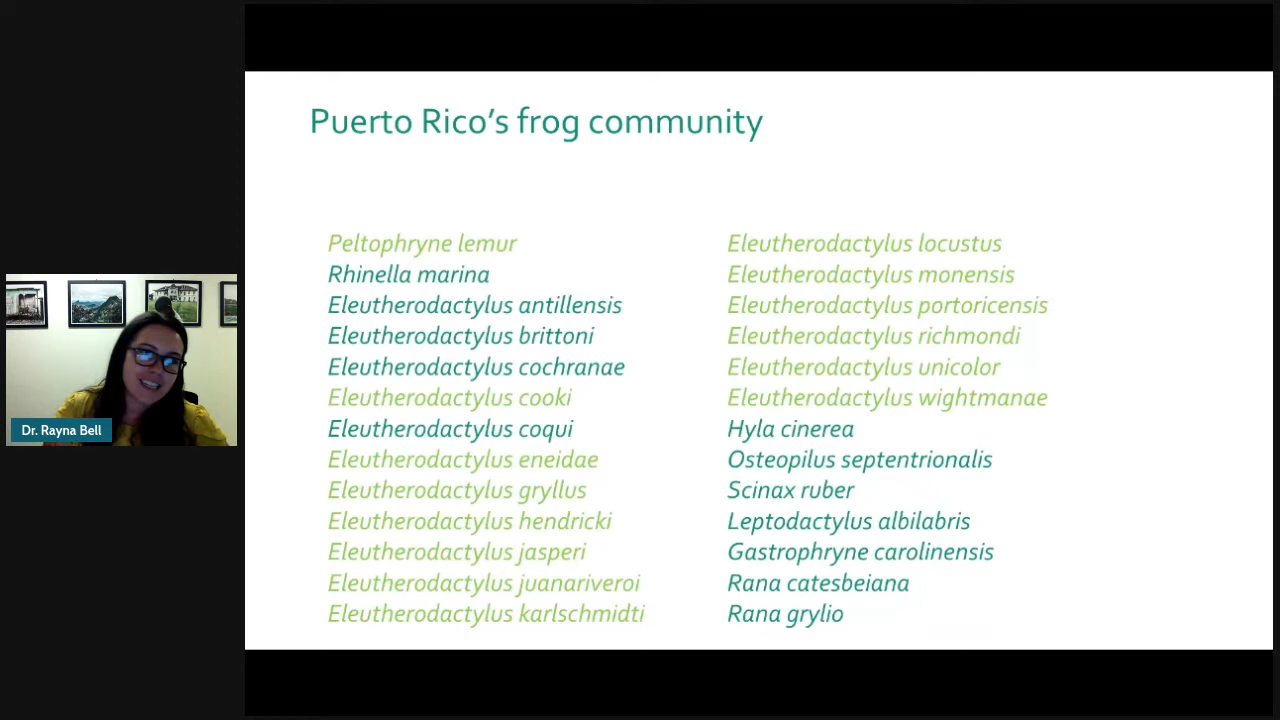 Puerto Rico’s frog community
Peltophryne lemur
Rhinella marina
Eleutherodactylus antillensis
Eleutherodactylus brittoni
Eleutherodactylus cochranae
Eleutherodactylus cooki
Eleutherodactylus coqui
Eleutherodactylus eneidae
Eleutherodactylus gryllus
Eleutherodactylus hendricki
Eleutherodactylus jasperi
Eleutherodactylus juanariveroi
Eleutherodactylus karlschmidti
Eleutherodactylus locustus
Eleutherodactylus monensis
Eleutherodactylus portoricensis
Eleutherodactylus richmondi
Eleutherodactylus unicolor
Eleutherodactylus wightmanae
Hyla cinerea
Osteopilus septentrionalis
Scinax ruber
Leptodactylus albilabris
Gastrophryne carolinensis
Rana catesbeiana
Rana grylio
Dr. Rayna Bell